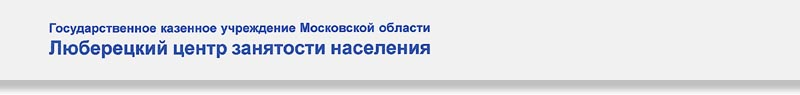 Государственное казенное учреждение Московской области
Люберецкий центр занятости населения